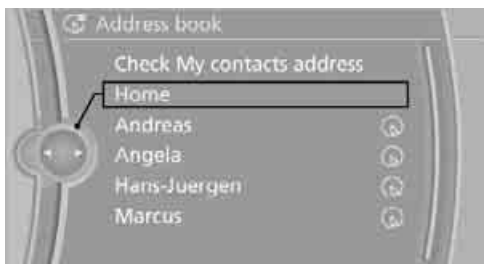 Address book
Check My contacts address
Home
Andreas
Angela
Hans-Juergen
Marcus